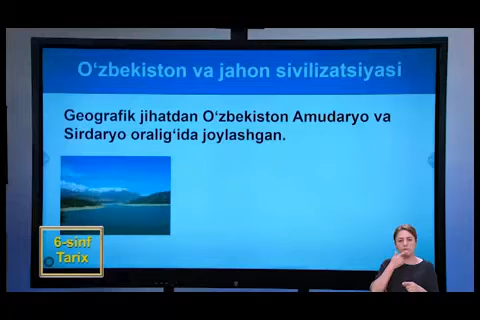 O‘zbekiston va jahon sivilizatsiyasi
Geografik jihatdan O‘zbekiston Amudaryo va
Sirdaryo oralig‘ida joylashgan.
6-sinf
Tarix